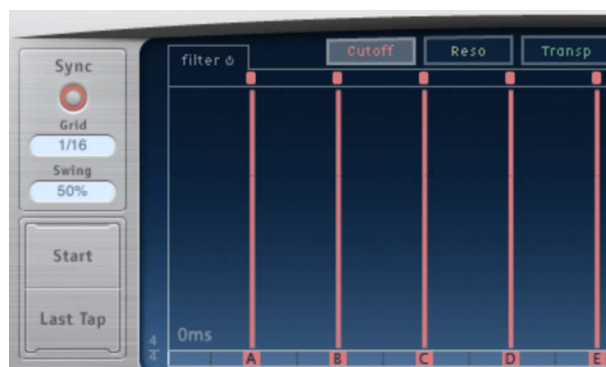 Sync
Grid
1/16
Swing
50%
Start
Last Tap
filter
Cutoff
Reso
Transp
0ms
4
4
A B C D E